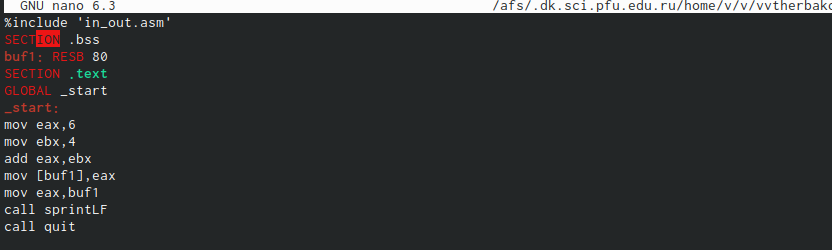 GNU nano 6.3 /afs/.dk.sci.pfu.edu.ru/home/v/v/vvtherbakc
%include 'in_out.asm'
SECTION .bss
buf1: RESB 80
SECTION .text
GLOBAL _start
_start:
mov eax,6
mov ebx,4
add eax,ebx
mov [buf1],eax
mov eax,buf1
call sprintLF
call quit